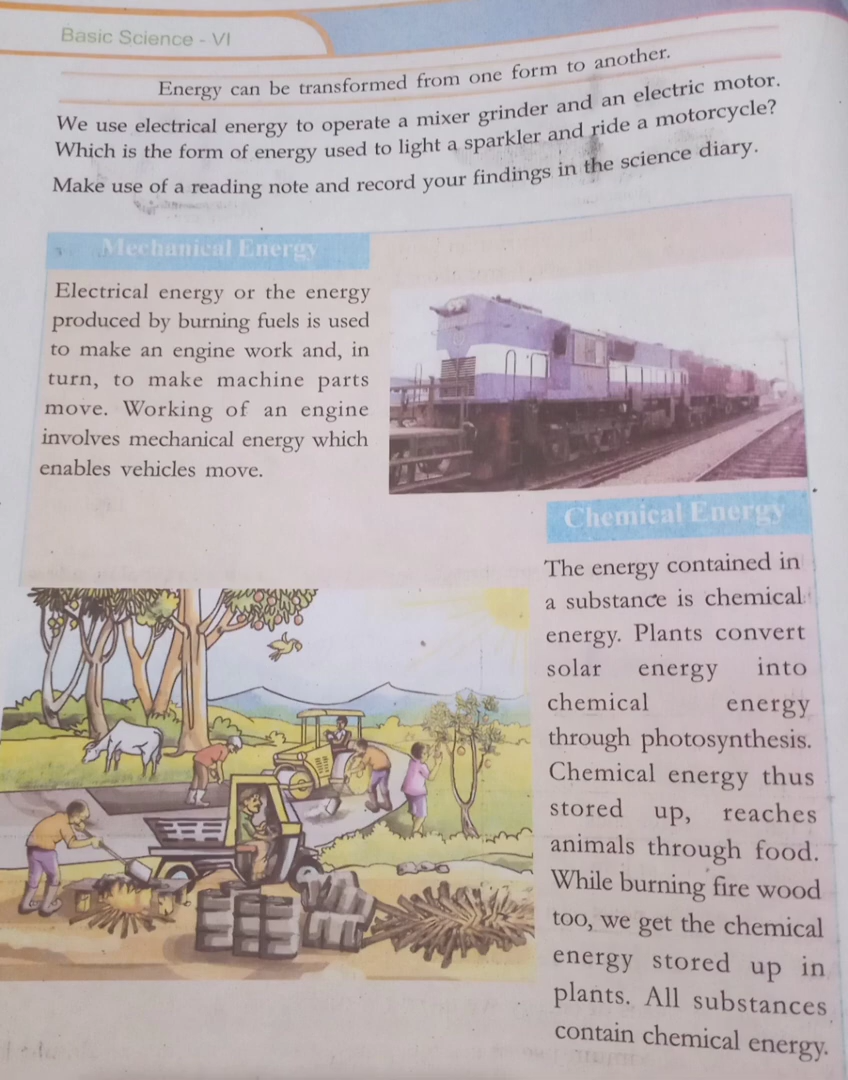 Basic Science - VI
Energy can be transformed from one form to another.
We use electrical energy to operate a mixer grinder and an electric motor.
Which is the form of energy used to light a sparkler and ride a motorcycle?
Make use of a reading note and record your findings in the science diary.
Mechanical Energy
Electrical energy or the energy
produced by burning fuels is used
to make an engine work and, in
turn, to make machine parts
move. Working of an engine
involves mechanical energy which
enables vehicles move.
Chemical Energy
The energy contained in
a substance is chemical
energy. Plants convert
solar energy into
chemical energy
through photosynthesis.
Chemical energy thus
stored up, reaches
animals through food.
While burning fire wood
too, we get the chemical
energy stored up in
plants. All substances
contain chemical energy.